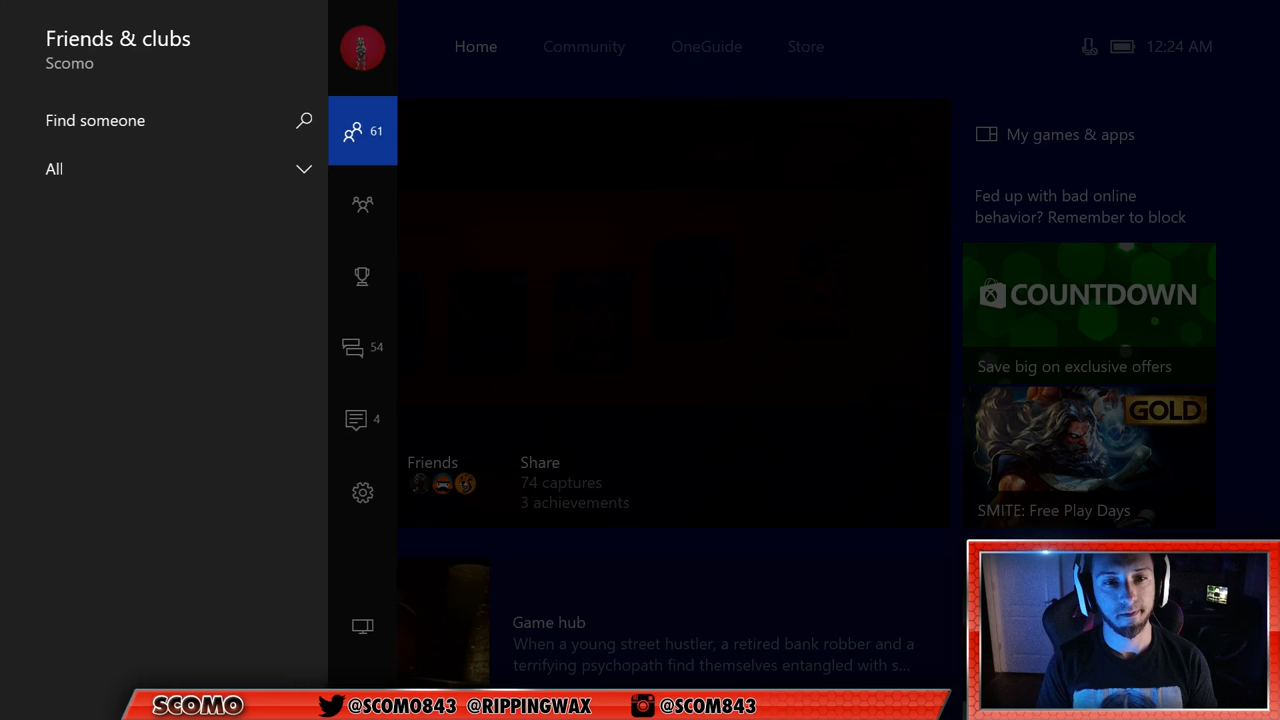 Friends & clubs
Scomo
Find someone
All
61
54
4
Home
Community
OneGuide
Store
12:24 AM
My games & apps
Fed up with bad online
behavior? Remember to block
COUNTDOWN
Save big on exclusive offers
GOLD
SMITE: Free Play Days
Friends
Share
74 captures
3 achievements
Game hub
When a young street hustler, a retired bank robber and a
terrifying psychopath find themselves entangled with s...
SCOMO
@SCOMO843 @RIPPINGWAX
@SCOM843